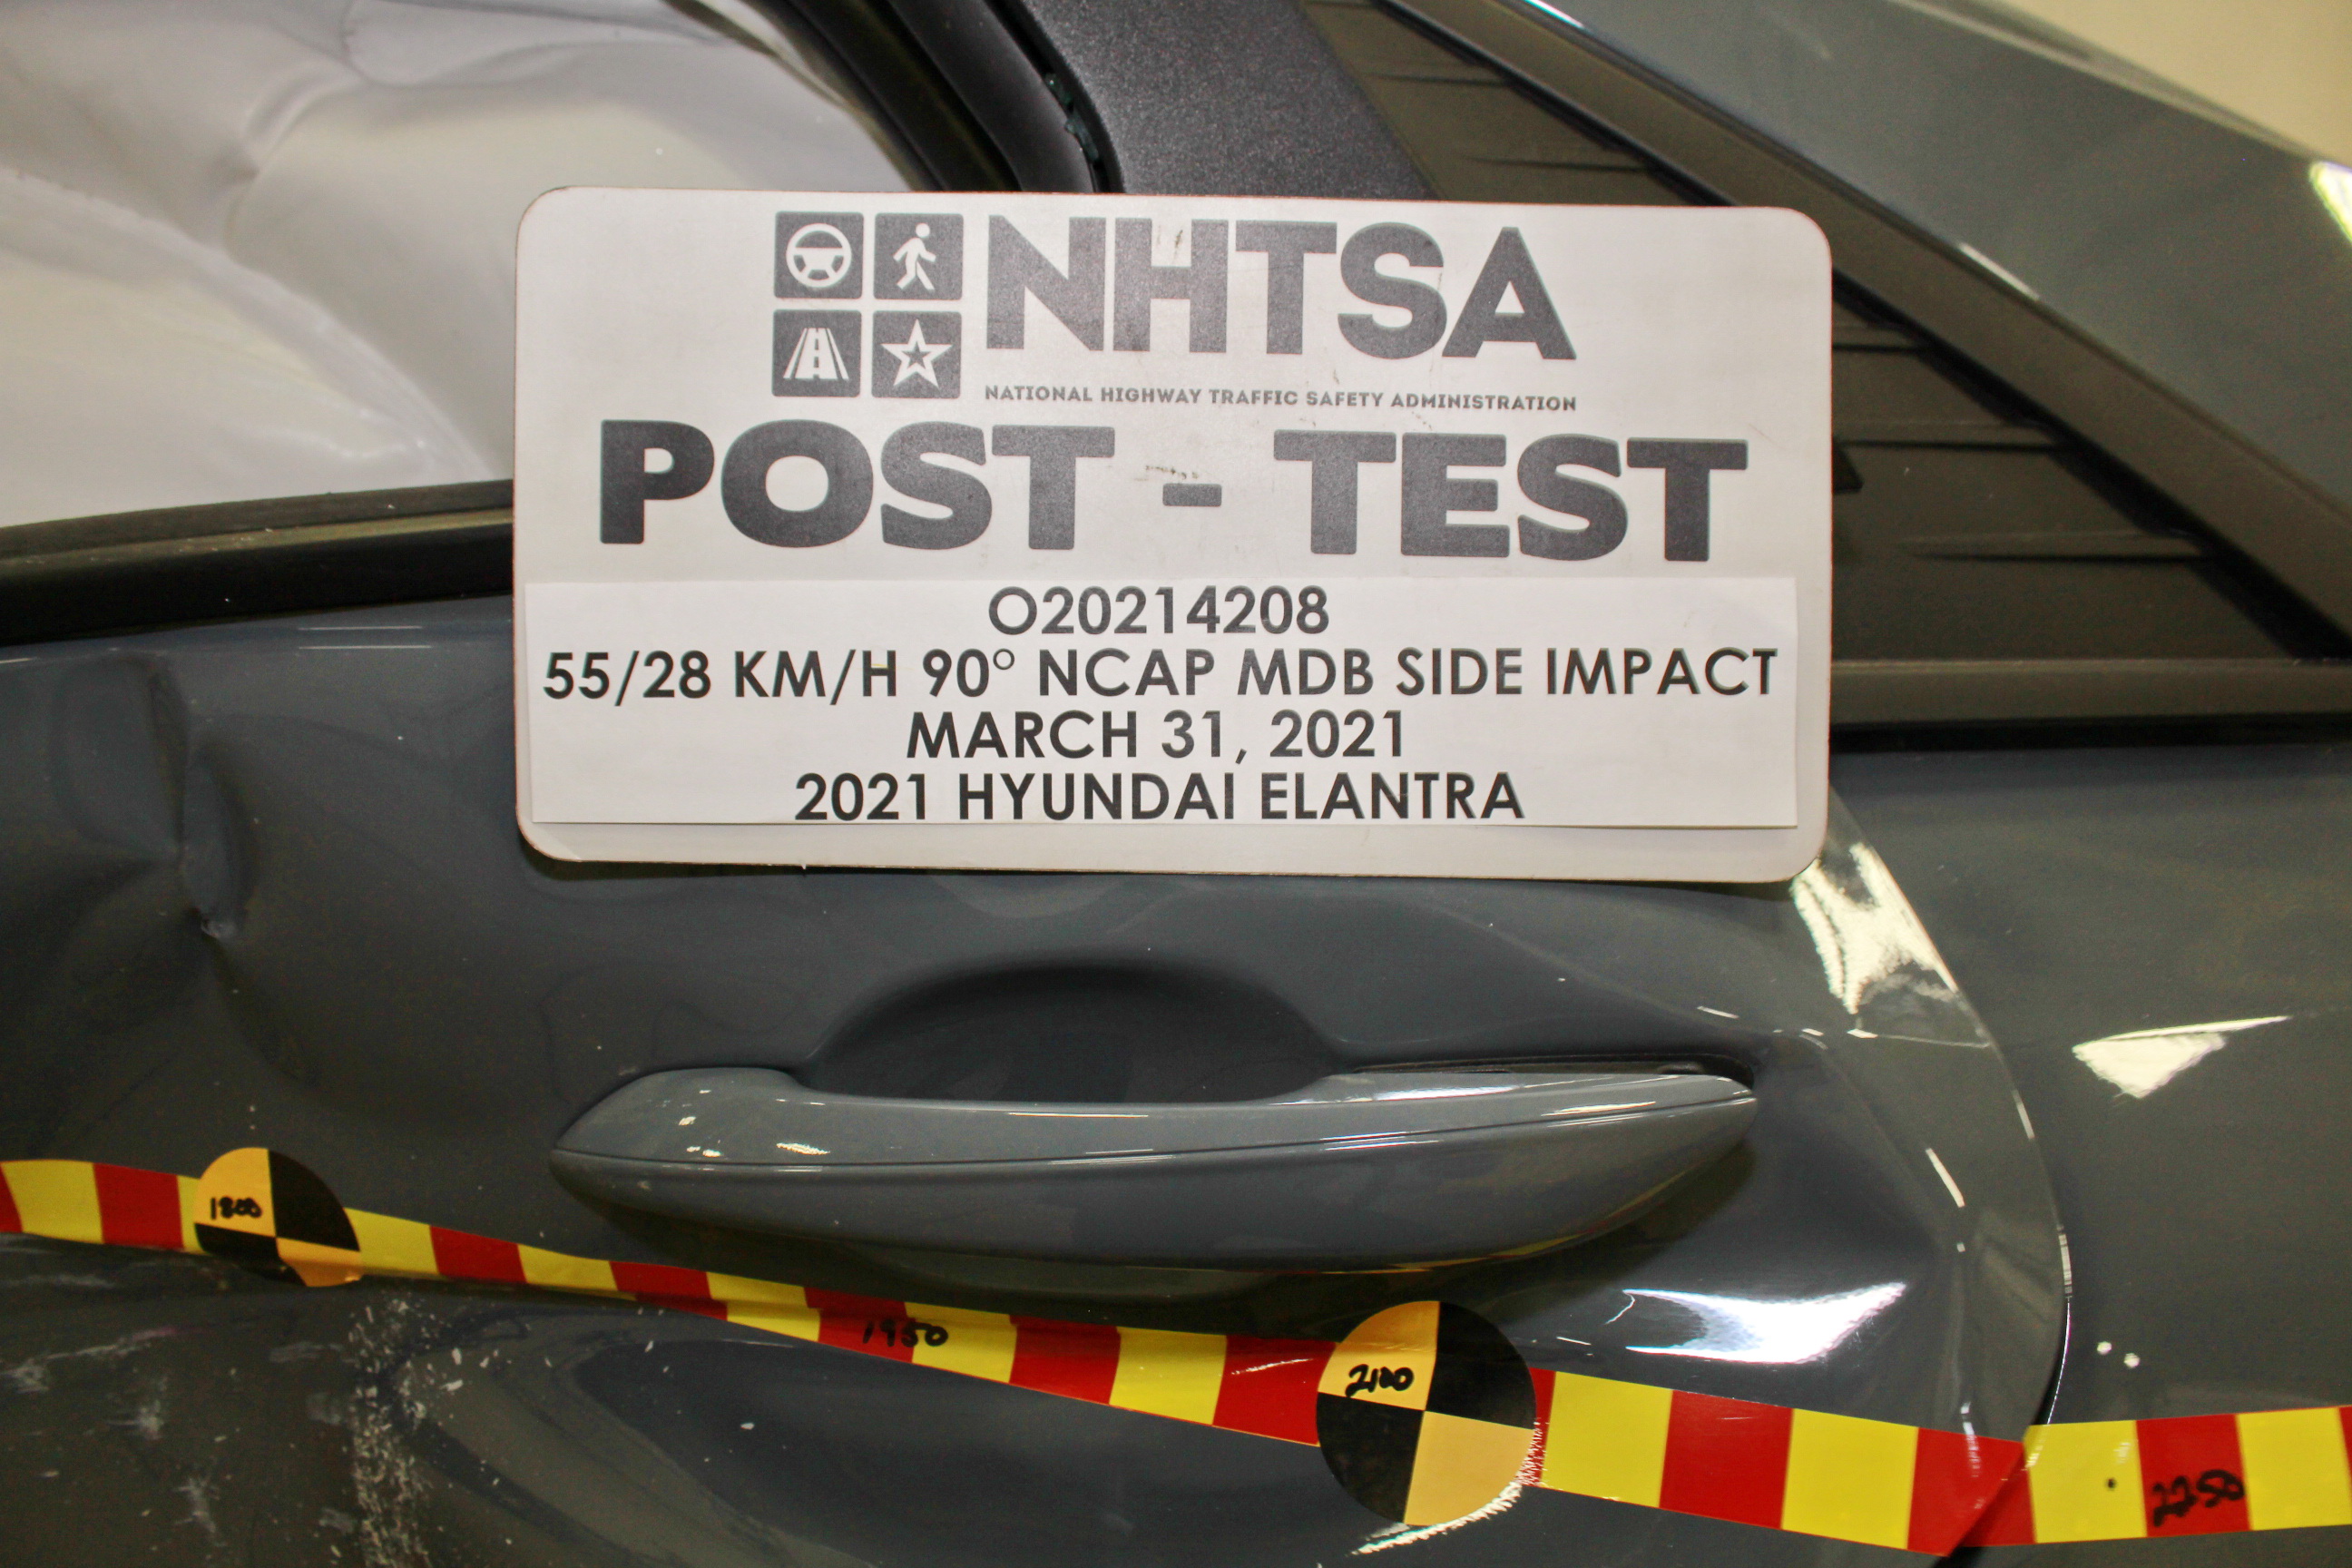 NHTSA
NATIONAL HIGHWAY TRAFFIC SAFETY ADMINISTRATION
POST - TEST
O20214208
55/28 KM/H 90° NCAP MDB SIDE IMPACT
MARCH 31, 2021
2021 HYUNDAI ELANTRA
1800
1950
2100
2250